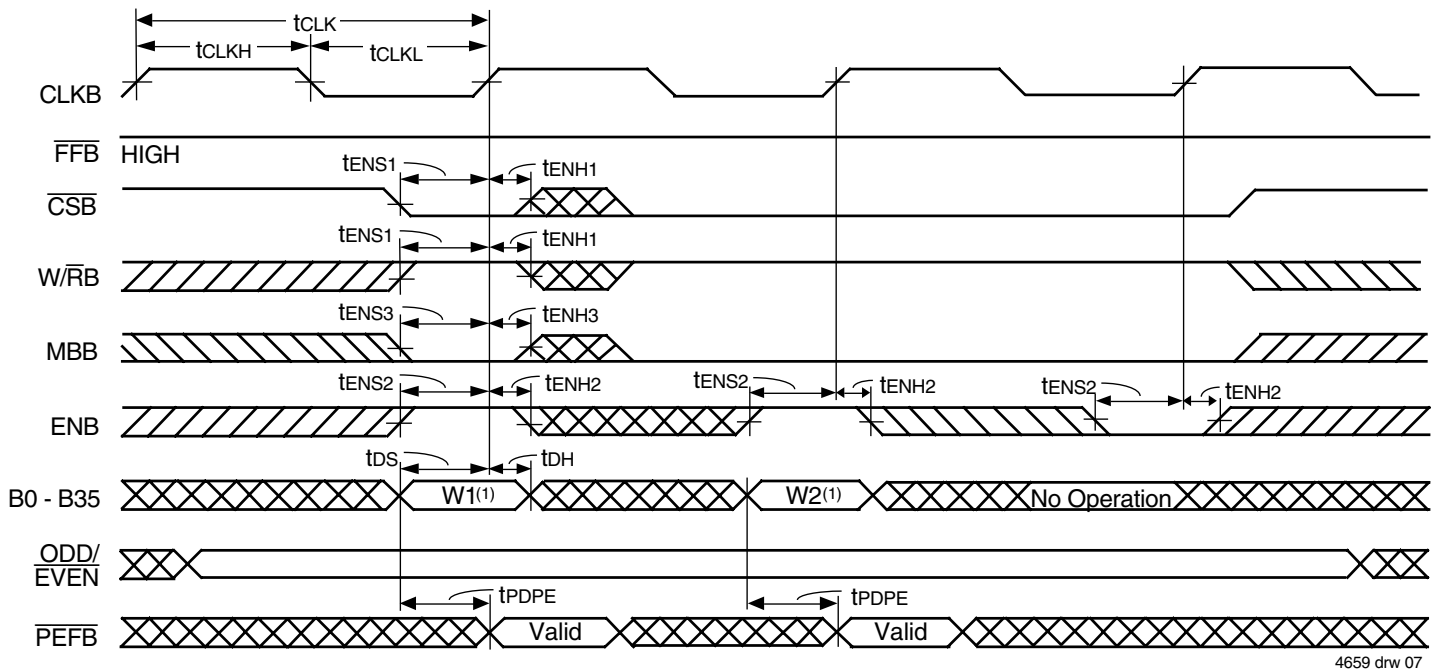 tCLK
tCLKH tCLKL
CLKB
FFB HIGH
tENS1 tENH1
CSB
tENS1 tENH1
W/RB
tENS3 tENH3
MBB
tENS2 tENH2 tENS2 tENH2 tENS2 tENH2
ENB
tDS tDH
B0 - B35 W1(1) W2(1) No Operation
ODD/
EVEN
tPDPE tPDPE
PEFB Valid Valid
4659 drw 07